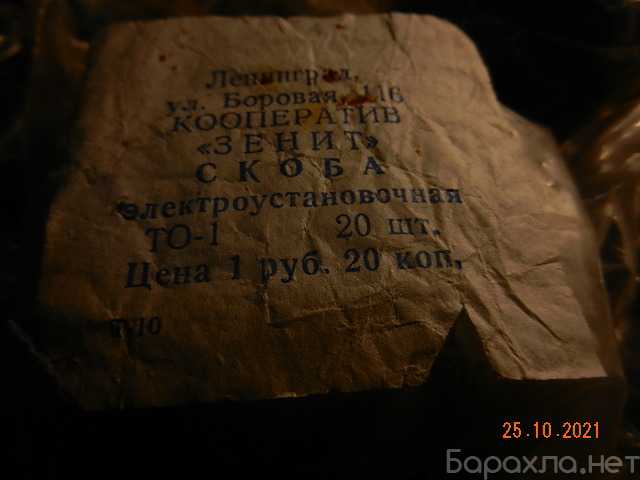 Ленинград,
ул. Боровая, 116
КООПЕРАТИВ
«ЗЕНИТ»
СКОБА
электроустановочная
ТО-1 20 шт.
Цена 1 руб. 20 коп.
25.10.2021
Барахла.нет